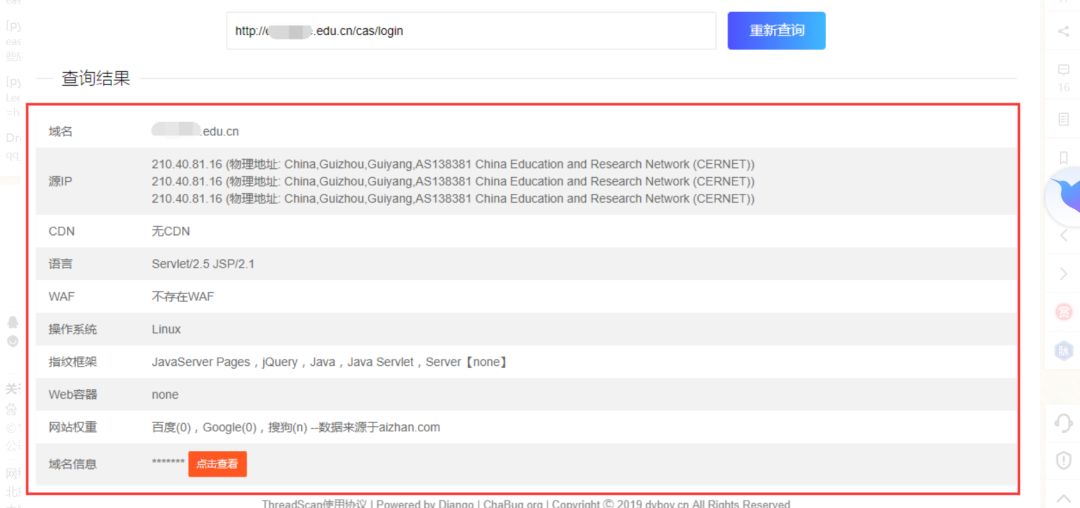 http://e .edu.cn/cas/login
重新查询
查询结果
域名 .edu.cn
源IP
210.40.81.16 (物理地址: China,Guizhou,Guiyang,AS138381 China Education and Research Network (CERNET))
210.40.81.16 (物理地址: China,Guizhou,Guiyang,AS138381 China Education and Research Network (CERNET))
210.40.81.16 (物理地址: China,Guizhou,Guiyang,AS138381 China Education and Research Network (CERNET))
CDN 无CDN
语言 Servlet/2.5 JSP/2.1
WAF 不存在WAF
操作系统 Linux
指纹框架 JavaServer Pages，jQuery，Java，Java Servlet，Server【none】
Web容器 none
网站权重 百度(0)，Google(0)，搜狗(n) --数据来源于aizhan.com
域名信息 ******* 点击查看
ThreadScan使用协议 | Powered by Django | ChaBug.org | Copyright © 2019 dyboy.cn All Rights Reserved
16